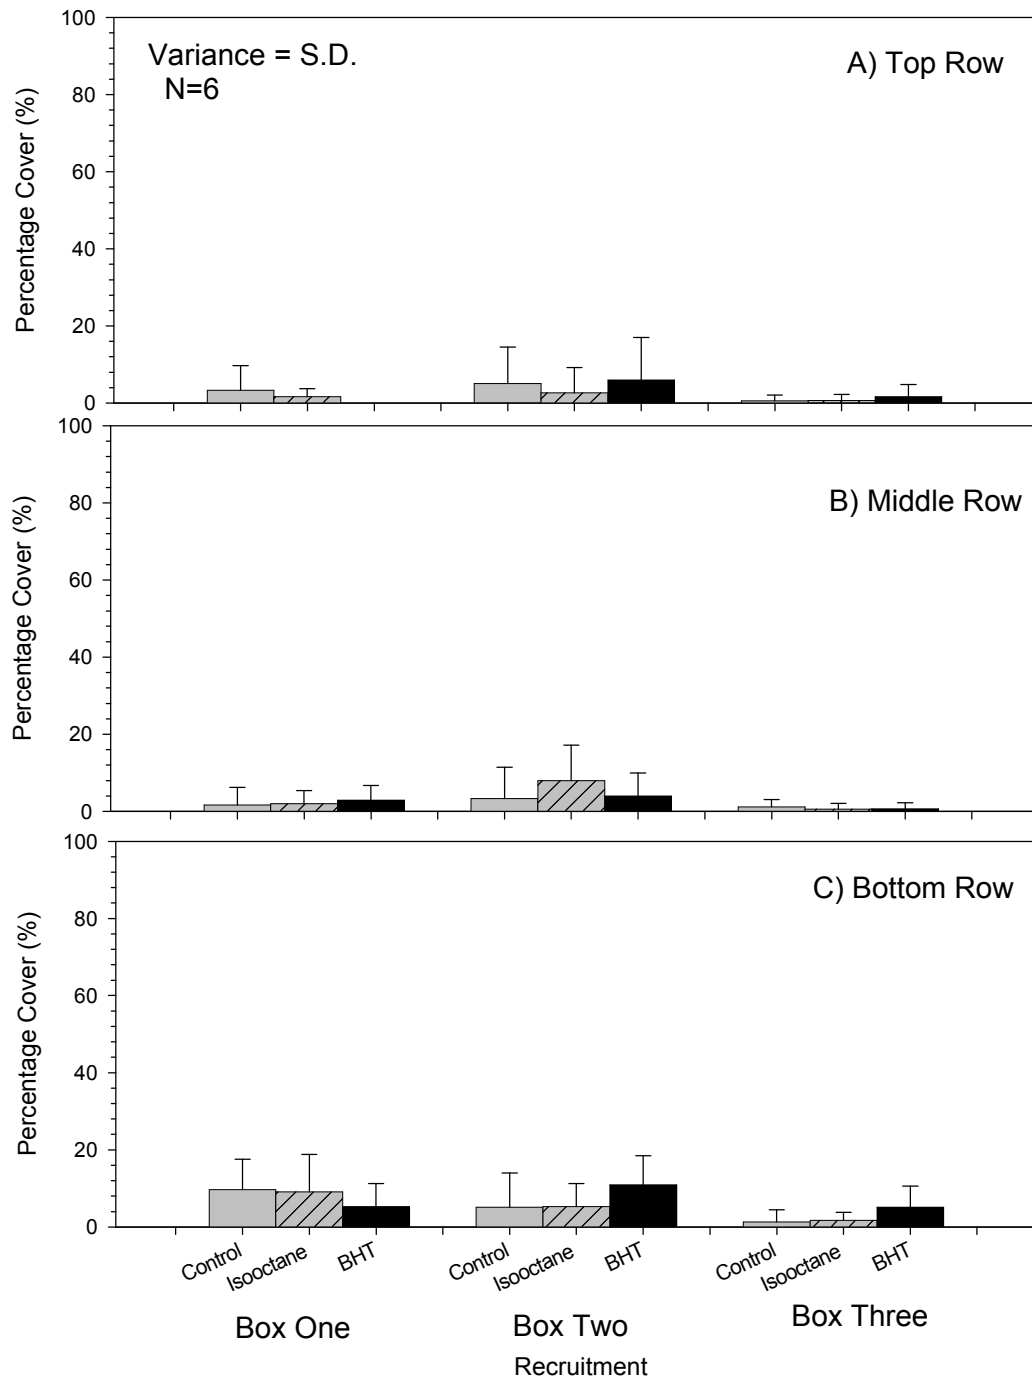 Variance = S.D.
N=6
A) Top Row
Percentage Cover (%)
100
80
60
40
20
0
B) Middle Row
Percentage Cover (%)
100
80
60
40
20
0
C) Bottom Row
Percentage Cover (%)
100
80
60
40
20
0
Control Isooctane BHT Control Isooctane BHT Control Isooctane BHT
Box One Box Two Box Three
Recruitment